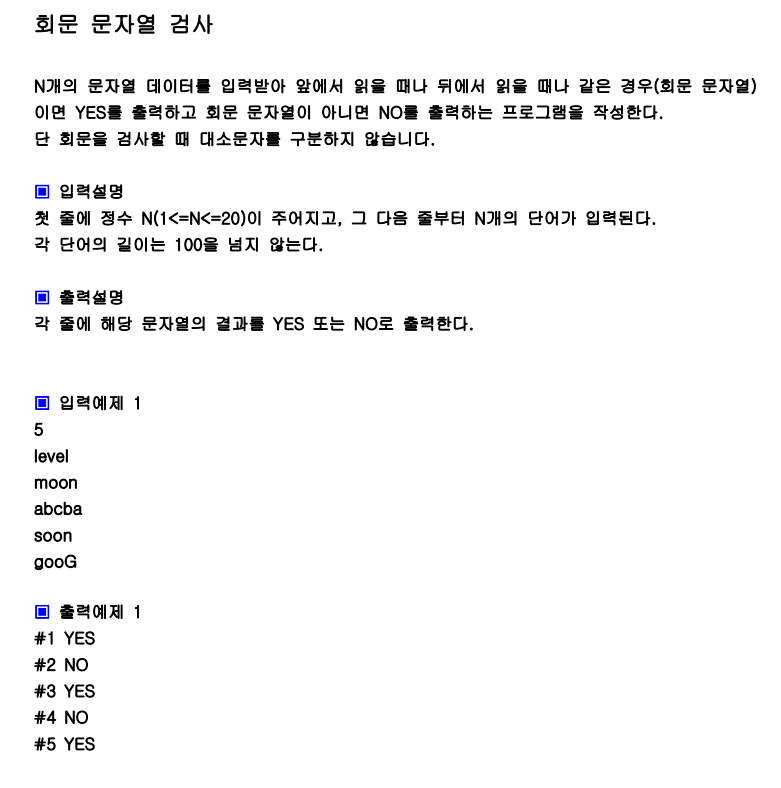 회문 문자열 검사
N개의 문자열 데이터를 입력받아 앞에서 읽을 때나 뒤에서 읽을 때나 같은 경우(회문 문자열)
이면 YES를 출력하고 회문 문자열이 아니면 NO를 출력하는 프로그램을 작성한다.
단 회문을 검사할 때 대소문자를 구분하지 않습니다.
▣ 입력설명
첫 줄에 정수 N(1<=N<=20)이 주어지고, 그 다음 줄부터 N개의 단어가 입력된다.
각 단어의 길이는 100을 넘지 않는다.
▣ 출력설명
각 줄에 해당 문자열의 결과를 YES 또는 NO로 출력한다.
▣ 입력예제 1
5
level
moon
abcba
soon
gooG
▣ 출력예제 1
#1 YES
#2 NO
#3 YES
#4 NO
#5 YES